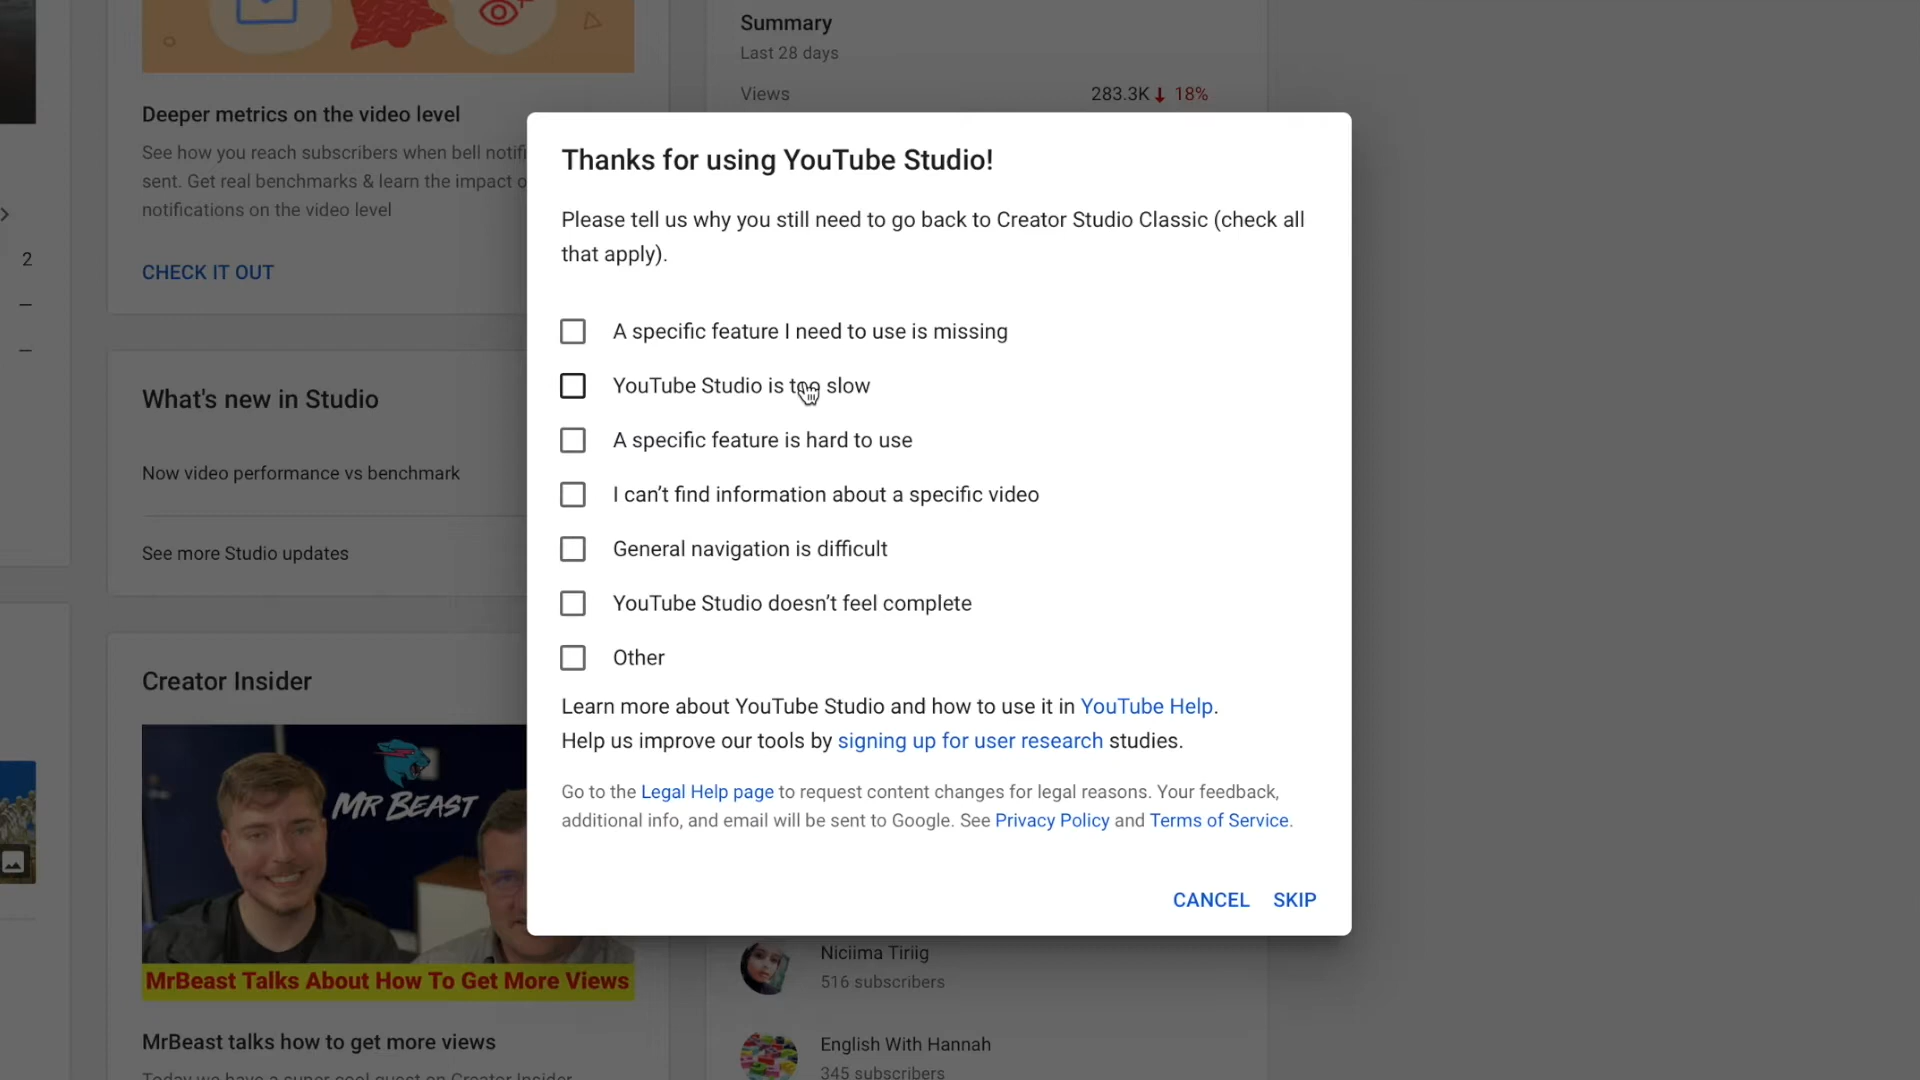 Summary
Last 28 days
Views 283.3K 18%
Deeper metrics on the video level
See how you reach subscribers when bell
sent. Get real benchmarks & learn the impact
notifications on the video level
CHECK IT OUT
2
What's new in Studio
Now video performance vs benchmark
See more Studio updates
Creator Insider
MR BEAST
MrBeast Talks About How To Get More Views
MrBeast talks how to get more views
Today we have a super cool guest on Creator Insider
Thanks for using YouTube Studio!
Please tell us why you still need to go back to Creator Studio Classic (check all
that apply).
A specific feature I need to use is missing
YouTube Studio is too slow
A specific feature is hard to use
I can't find information about a specific video
General navigation is difficult
YouTube Studio doesn't feel complete
Other
Learn more about YouTube Studio and how to use it in YouTube Help.
Help us improve our tools by signing up for user research studies.
Go to the Legal Help page to request content changes for legal reasons. Your feedback,
additional info, and email will be sent to Google. See Privacy Policy and Terms of Service.
CANCEL SKIP
Niciima Tiriig
516 subscribers
English With Hannah
345 subscribers